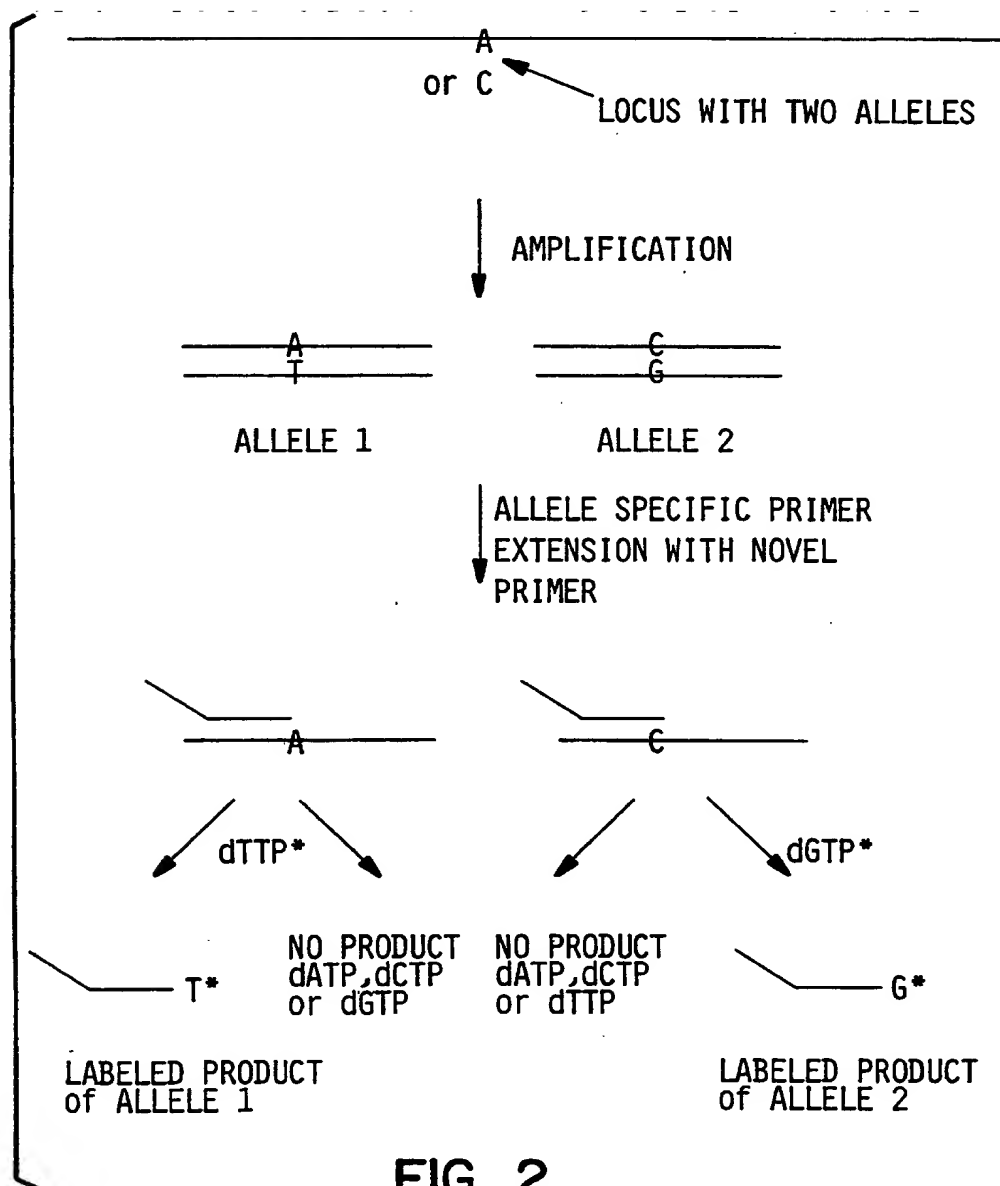 A
or C
LOCUS WITH TWO ALLELES
AMPLIFICATION
A
T
C
G
ALLELE 1
ALLELE 2
ALLELE SPECIFIC PRIMER
EXTENSION WITH NOVEL
PRIMER
A
C
dTTP*
dGTP*
T*
NO PRODUCT
dATP,dCTP
or dGTP
NO PRODUCT
dATP,dCTP
or dTTP
G*
LABELED PRODUCT
of ALLELE 1
LABELED PRODUCT
of ALLELE 2
FIG. 2